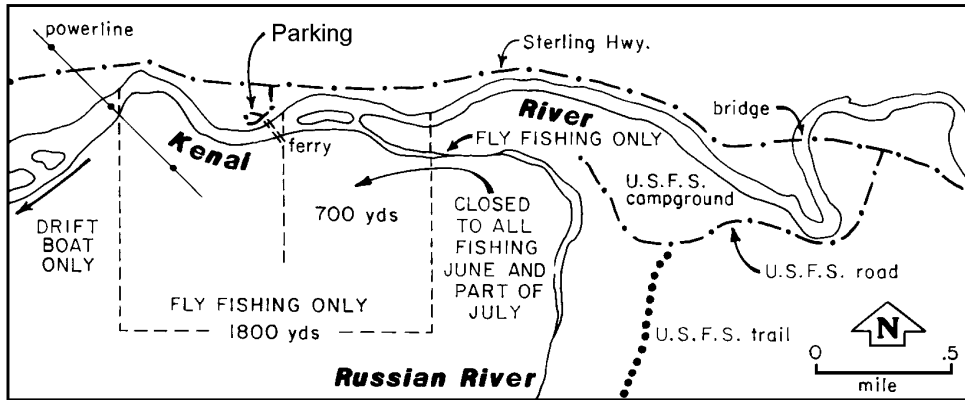 powerline
Parking
Sterling Hwy.
bridge
River
Kenai
ferry
FLY FISHING ONLY
U.S.F.S.
campground
700 yds
CLOSED
TO ALL
FISHING
JUNE AND
PART OF
JULY
DRIFT
BOAT
ONLY
U.S.F.S. road
FLY FISHING ONLY
1800 yds
U.S.F.S. trail
N
0 .5
mile
Russian River